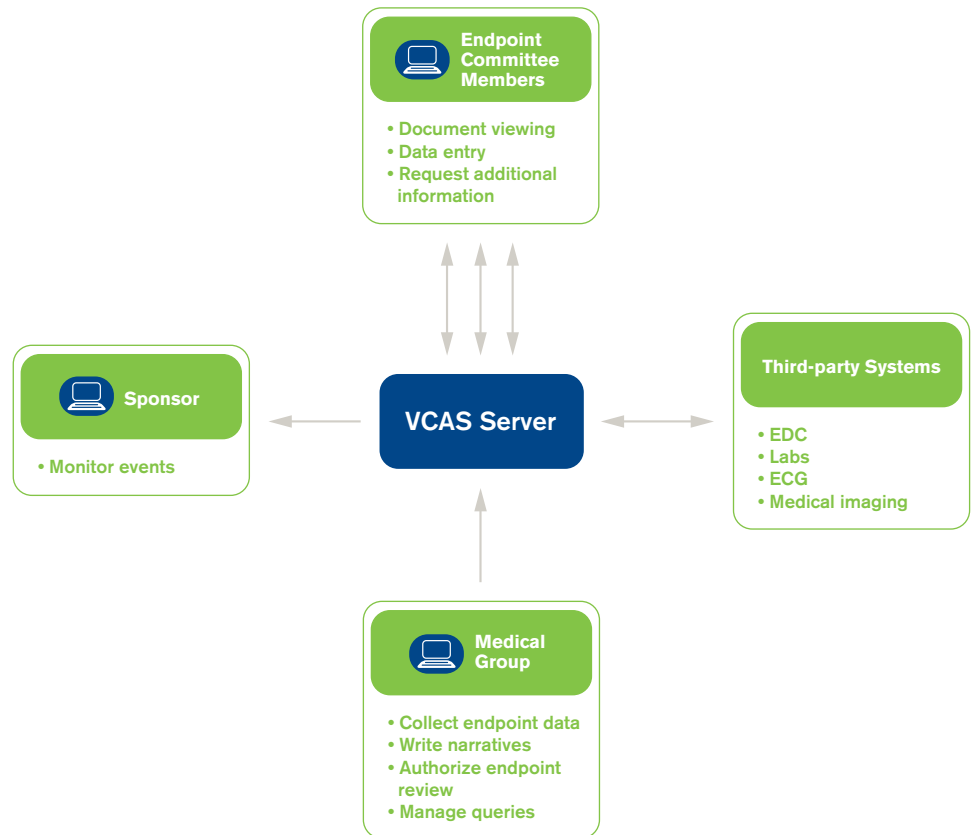 Endpoint
Committee
Members
• Document viewing
• Data entry
• Request additional
information
Sponsor
• Monitor events
VCAS Server
Third-party Systems
• EDC
• Labs
• ECG
• Medical imaging
Medical
Group
• Collect endpoint data
• Write narratives
• Authorize endpoint
review
• Manage queries